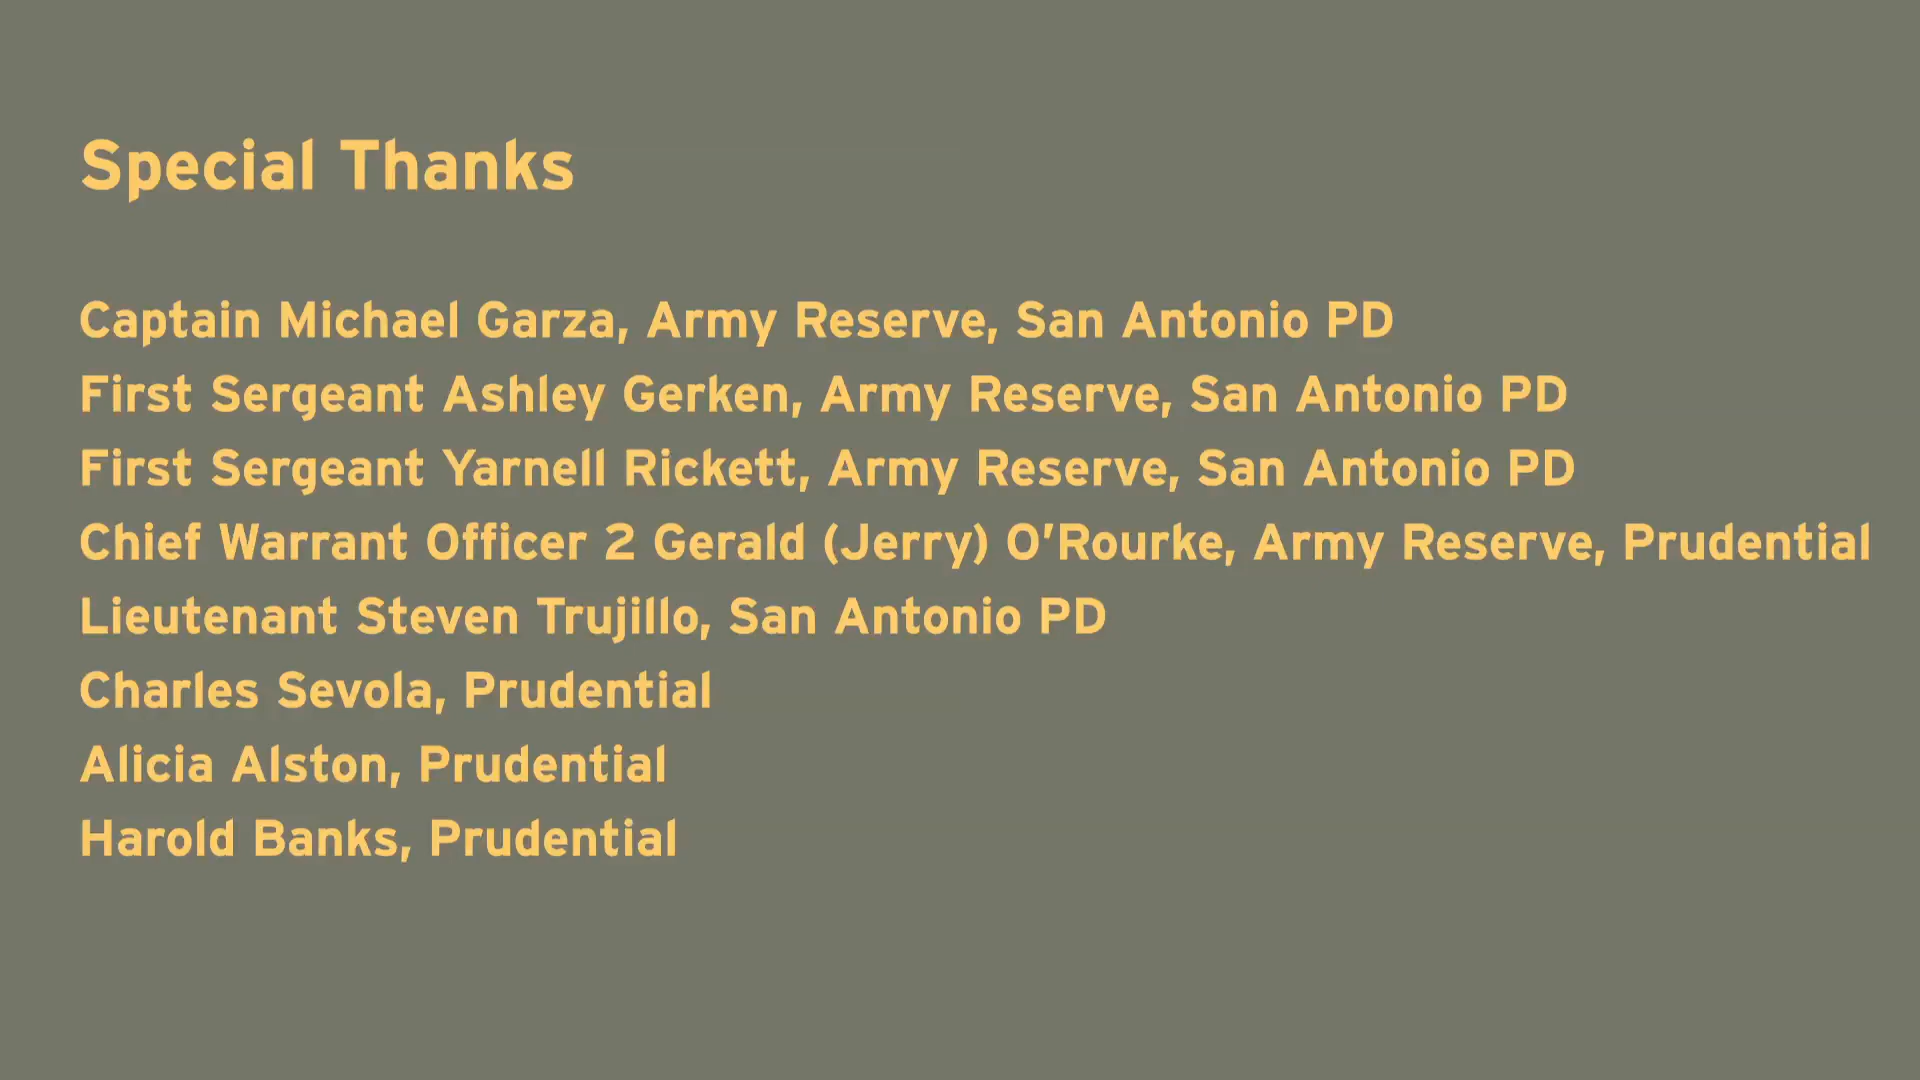 Special Thanks
Captain Michael Garza, Army Reserve, San Antonio PD
First Sergeant Ashley Gerken, Army Reserve, San Antonio PD
First Sergeant Yarnell Rickett, Army Reserve, San Antonio PD
Chief Warrant Officer 2 Gerald (Jerry) O’Rourke, Army Reserve, Prudential
Lieutenant Steven Trujillo, San Antonio PD
Charles Sevola, Prudential
Alicia Alston, Prudential
Harold Banks, Prudential